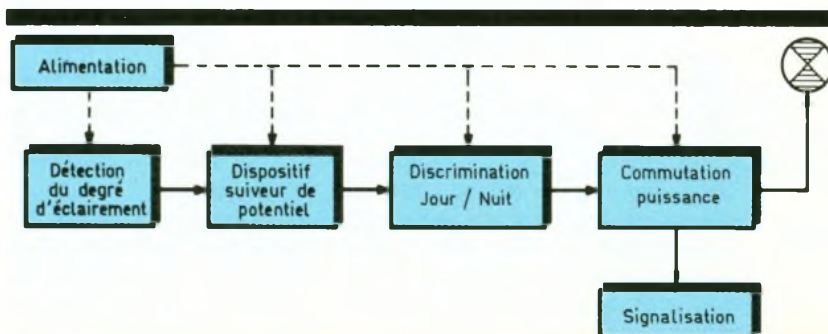 Alimentation
Détection
du degré
d'éclairement
Dispositif
suiveur de
potentiel
Discrimination
Jour / Nuit
Commutation
puissance
Signalisation